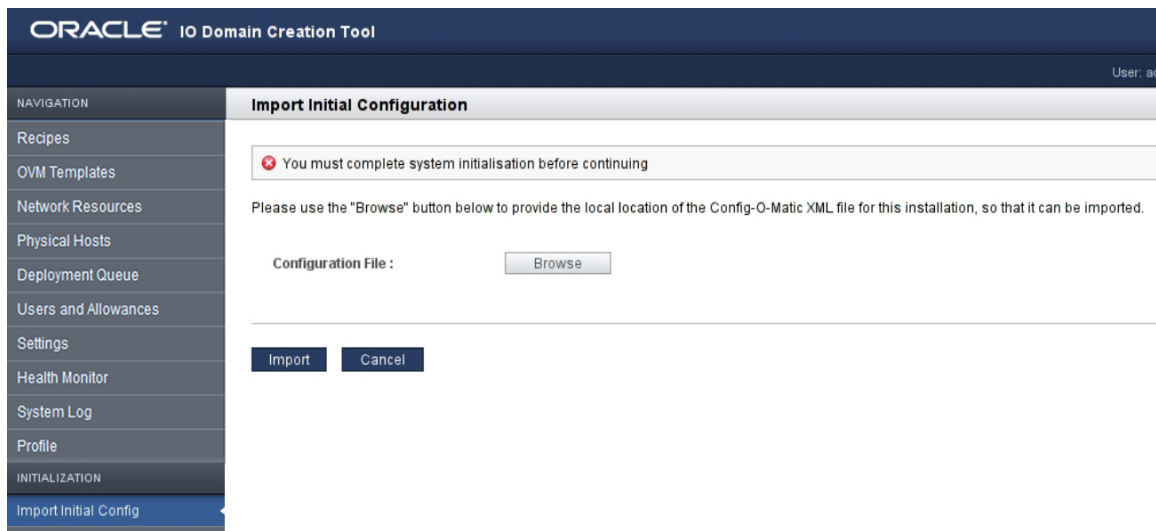 ORACLE IO Domain Creation Tool
User:
NAVIGATION
Recipes
OVM Templates
Network Resources
Physical Hosts
Deployment Queue
Users and Allowances
Settings
Health Monitor
System Log
Profile
INITIALIZATION
Import Initial Config
Import Initial Configuration
You must complete system initialisation before continuing
Please use the "Browse" button below to provide the local location of the Config-O-Matic XML file for this installation, so that it can be imported.
Configuration File : Browse
Import Cancel